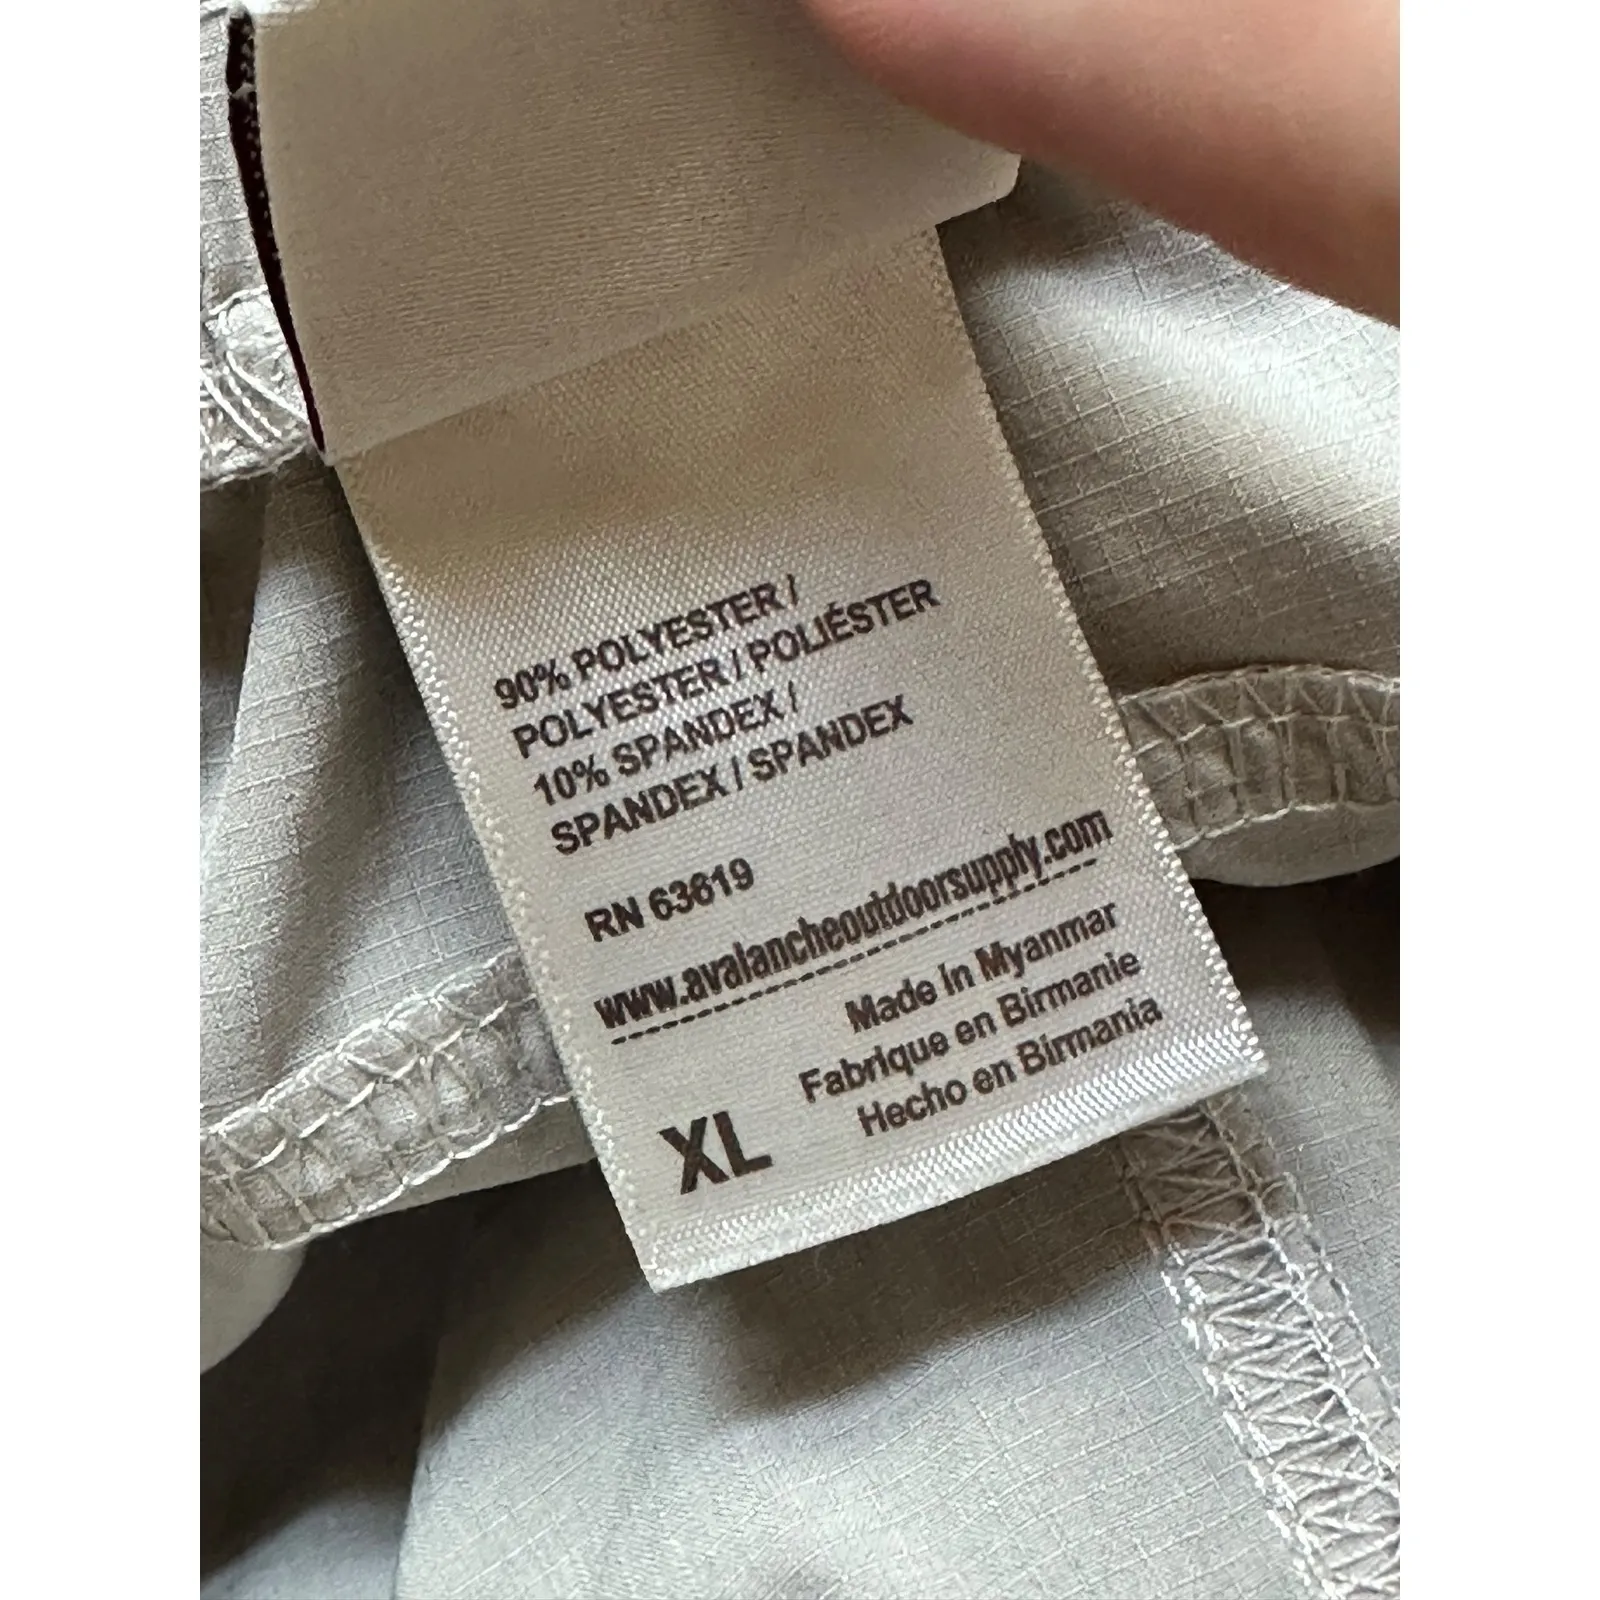 90% POLYESTER /
POLYESTER / POLIÉSTER
10% SPANDEX /
SPANDEX / SPANDEX
RN 63619
www.avalancheoutdoorsupply.com
Made In Myanmar
Fabrique en Birmanie
Hecho en Birmania
XL